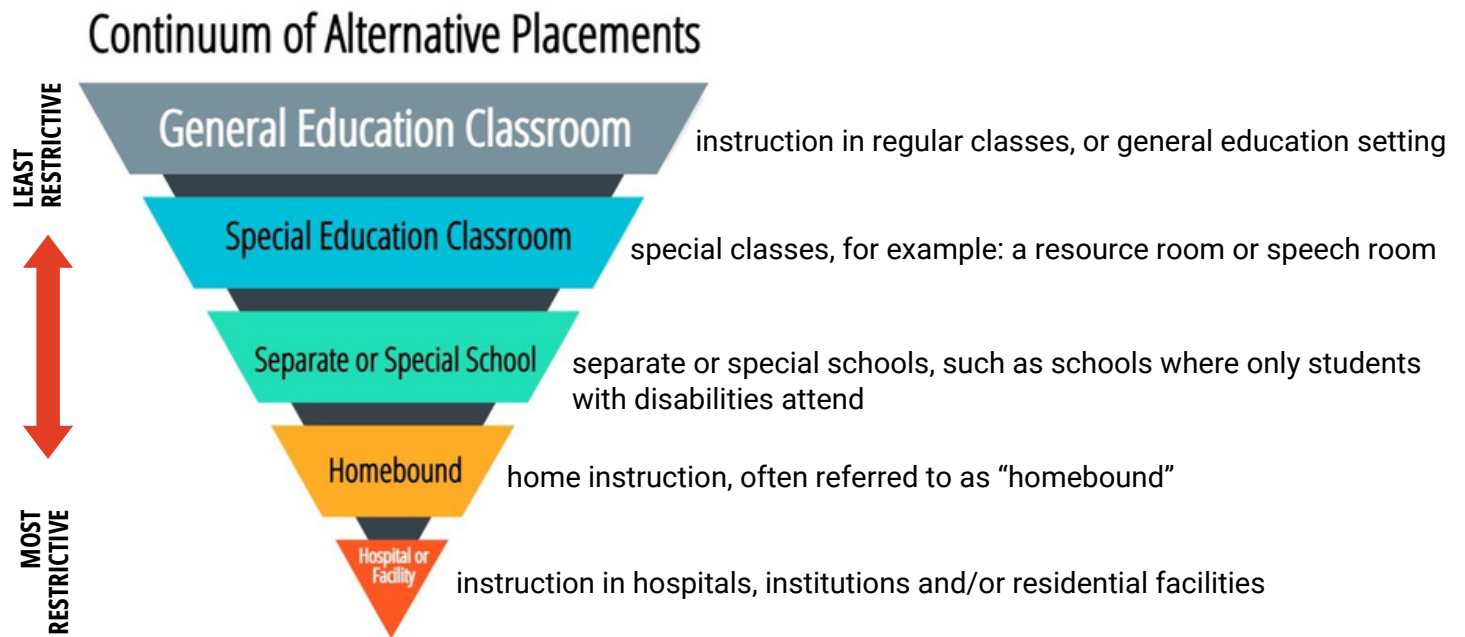 Continuum of Alternative Placements
LEAST
RESTRICTIVE
General Education Classroom
instruction in regular classes, or general education setting
Special Education Classroom
special classes, for example: a resource room or speech room
Separate or Special School
separate or special schools, such as schools where only students
with disabilities attend
Homebound
home instruction, often referred to as “homebound”
MOST
RESTRICTIVE
Hospital or
Facility
instruction in hospitals, institutions and/or residential facilities